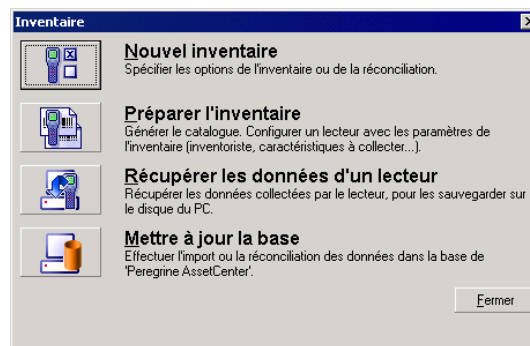 Inventaire
Nouvel inventaire
Spécifier les options de l'inventaire ou de la réconciliation.
Préparer l'inventaire
Générer le catalogue. Configurer un lecteur avec les paramètres de
l'inventaire (inventoriste, caractéristiques à collecter...).
Récupérer les données d'un lecteur
Récupérer les données collectées par le lecteur, pour les sauvegarder sur
le disque du PC.
Mettre à jour la base
Effectuer l'import ou la réconciliation des données dans la base de
'Peregrine AssetCenter'.
Fermer